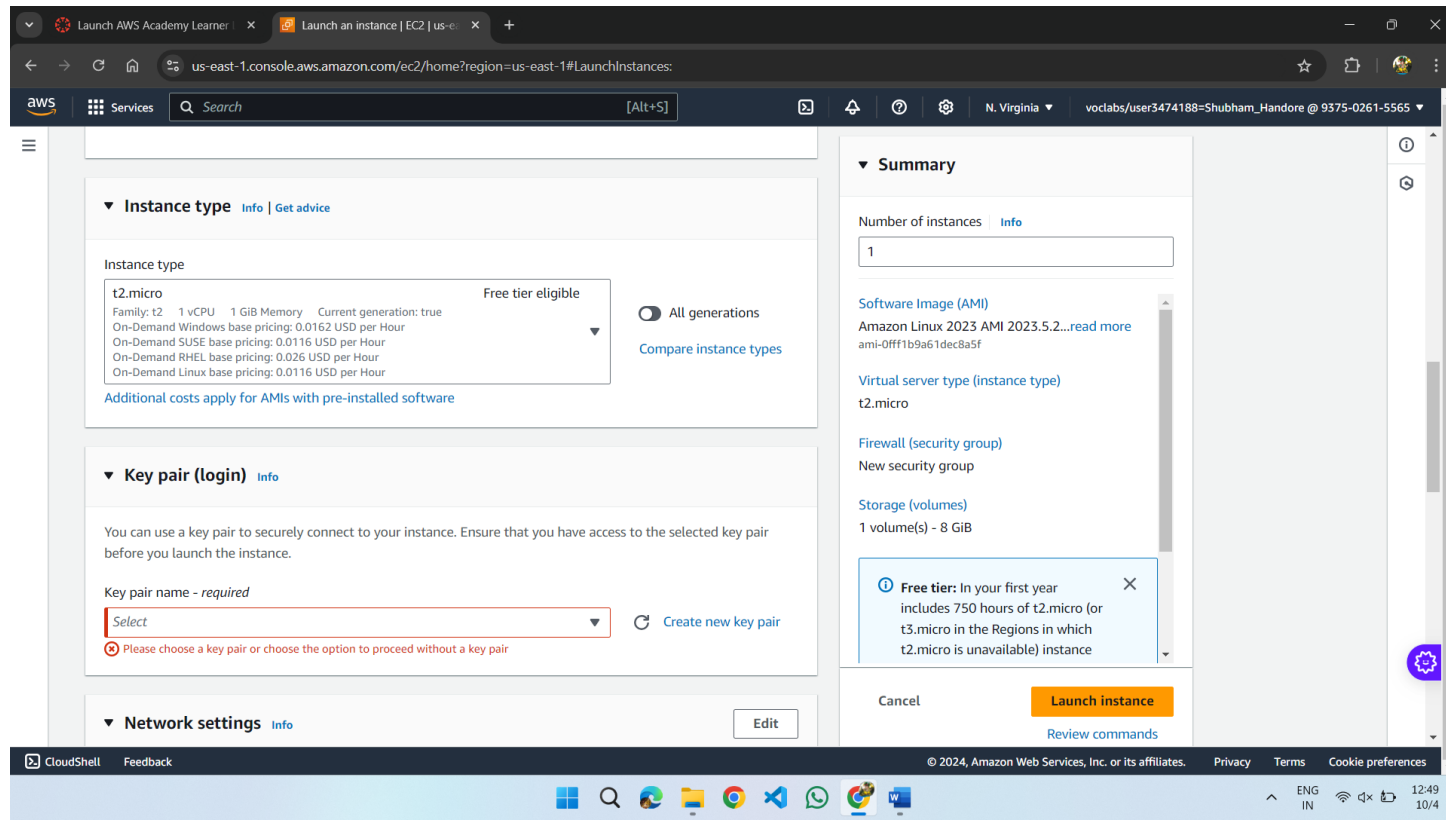 Launch AWS Academy Learner
Launch an instance | EC2 | us-ea
us-east-1.console.aws.amazon.com/ec2/home?region=us-east-1#LaunchInstances:
aws
Services
Search
[Alt+S]
N. Virginia
voclabs/user3474188=Shubham_Handore @ 9375-0261-5565
Instance type Info | Get advice
Instance type
t2.micro Free tier eligible
Family: t2 1 vCPU 1 GiB Memory Current generation: true
On-Demand Windows base pricing: 0.0162 USD per Hour
On-Demand SUSE base pricing: 0.0116 USD per Hour
On-Demand RHEL base pricing: 0.026 USD per Hour
On-Demand Linux base pricing: 0.0116 USD per Hour
All generations
Compare instance types
Additional costs apply for AMIs with pre-installed software
Key pair (login) Info
You can use a key pair to securely connect to your instance. Ensure that you have access to the selected key pair
before you launch the instance.
Key pair name - required
Select
Create new key pair
Please choose a key pair or choose the option to proceed without a key pair
Network settings Info
Edit
Summary
Number of instances Info
1
Software Image (AMI)
Amazon Linux 2023 AMI 2023.5.2...read more
ami-0fff1b9a61dec8a5f
Virtual server type (instance type)
t2.micro
Firewall (security group)
New security group
Storage (volumes)
1 volume(s) - 8 GiB
Free tier: In your first year
includes 750 hours of t2.micro (or
t3.micro in the Regions in which
t2.micro is unavailable) instance
Cancel
Launch instance
Review commands
CloudShell Feedback
© 2024, Amazon Web Services, Inc. or its affiliates. Privacy Terms Cookie preferences
ENG
IN
12:49
10/4